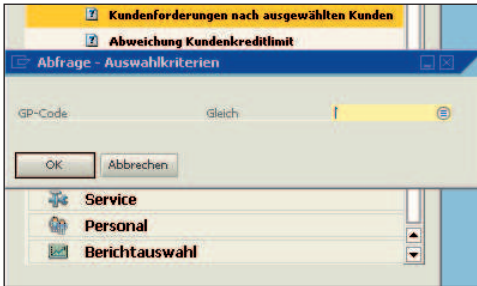 Kundenforderungen nach ausgewählten Kunden
Abweichung Kundenkreditlimit
Abfrage - Auswahlkriterien
GP-Code Gleich
OK Abbrechen
Service
Personal
Berichtauswahl